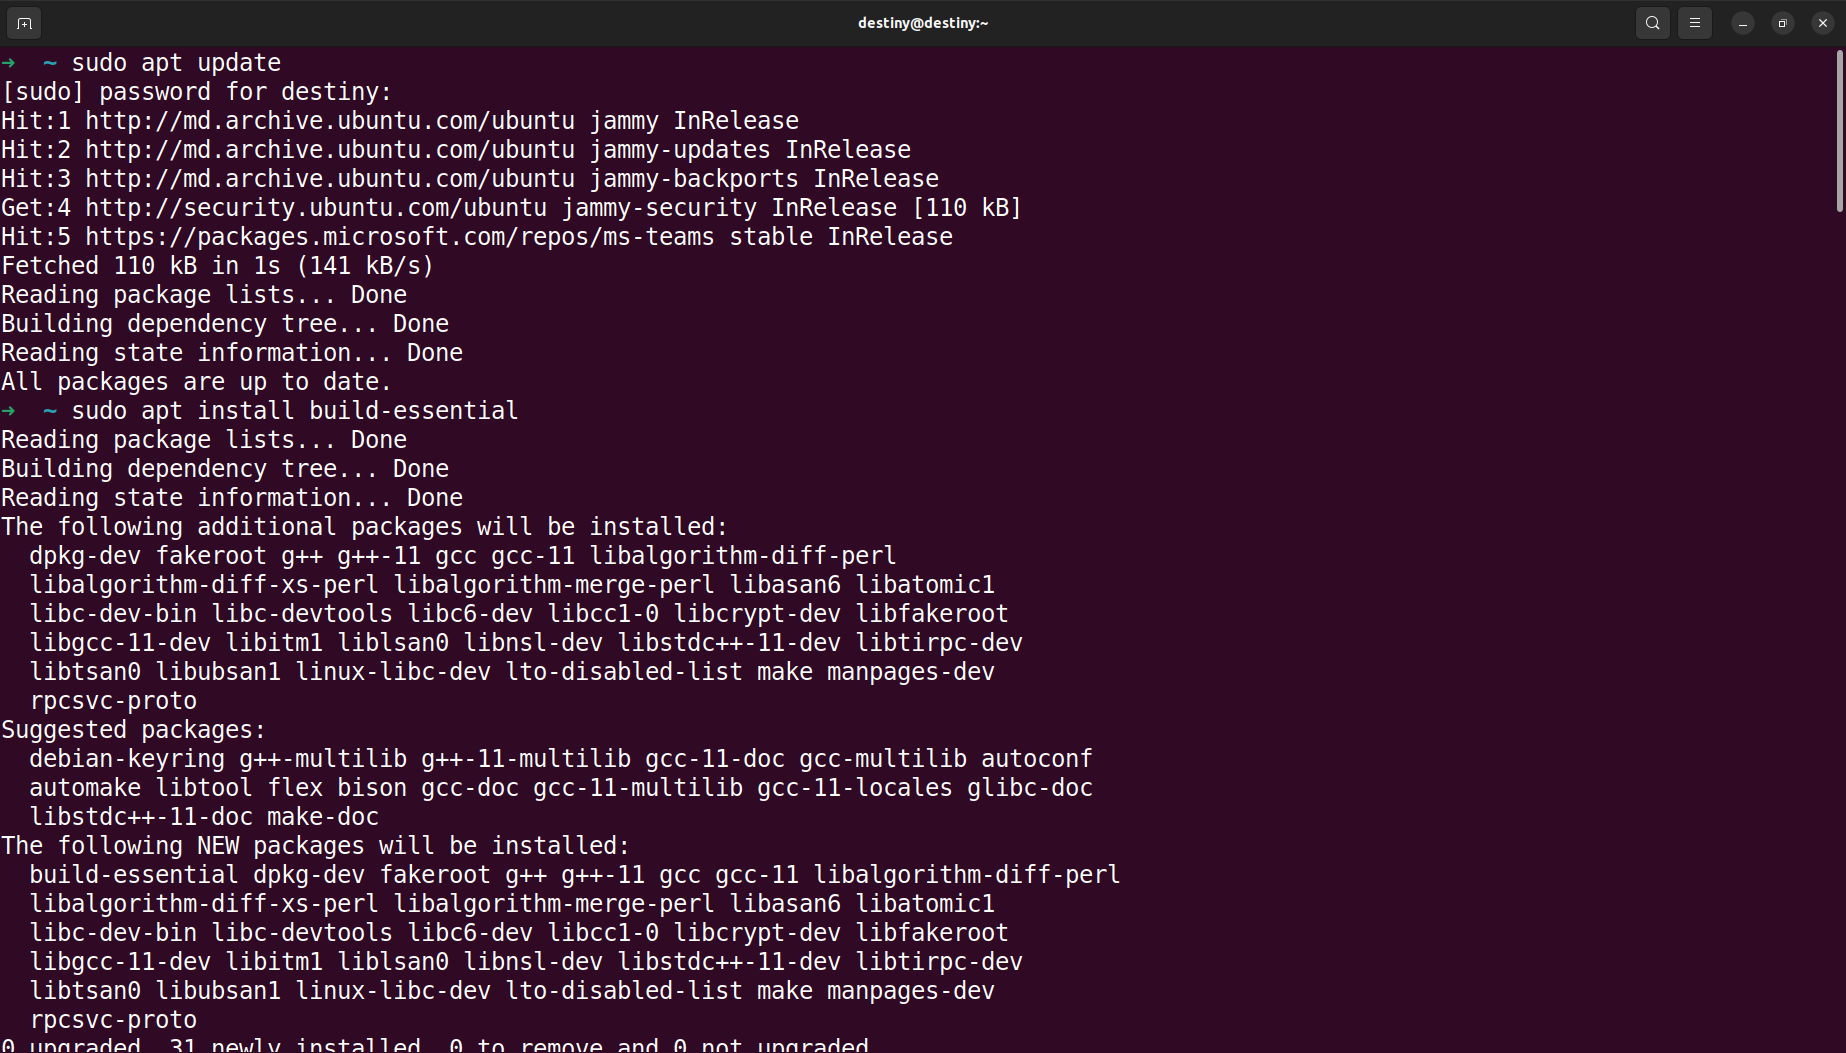 destiny@destiny:~
➜  ~ sudo apt update
[sudo] password for destiny:
Hit:1 http://md.archive.ubuntu.com/ubuntu jammy InRelease
Hit:2 http://md.archive.ubuntu.com/ubuntu jammy-updates InRelease
Hit:3 http://md.archive.ubuntu.com/ubuntu jammy-backports InRelease
Get:4 http://security.ubuntu.com/ubuntu jammy-security InRelease [110 kB]
Hit:5 https://packages.microsoft.com/repos/ms-teams stable InRelease
Fetched 110 kB in 1s (141 kB/s)
Reading package lists... Done
Building dependency tree... Done
Reading state information... Done
All packages are up to date.
➜  ~ sudo apt install build-essential
Reading package lists... Done
Building dependency tree... Done
Reading state information... Done
The following additional packages will be installed:
  dpkg-dev fakeroot g++ g++-11 gcc gcc-11 libalgorithm-diff-perl
  libalgorithm-diff-xs-perl libalgorithm-merge-perl libasan6 libatomic1
  libc-dev-bin libc-devtools libc6-dev libcc1-0 libcrypt-dev libfakeroot
  libgcc-11-dev libitm1 liblsan0 libnsl-dev libstdc++-11-dev libtirpc-dev
  libtsan0 libubsan1 linux-libc-dev lto-disabled-list make manpages-dev
  rpcsvc-proto
Suggested packages:
  debian-keyring g++-multilib g++-11-multilib gcc-11-doc gcc-multilib autoconf
  automake libtool flex bison gcc-doc gcc-11-multilib gcc-11-locales glibc-doc
  libstdc++-11-doc make-doc
The following NEW packages will be installed:
  build-essential dpkg-dev fakeroot g++ g++-11 gcc gcc-11 libalgorithm-diff-perl
  libalgorithm-diff-xs-perl libalgorithm-merge-perl libasan6 libatomic1
  libc-dev-bin libc-devtools libc6-dev libcc1-0 libcrypt-dev libfakeroot
  libgcc-11-dev libitm1 liblsan0 libnsl-dev libstdc++-11-dev libtirpc-dev
  libtsan0 libubsan1 linux-libc-dev lto-disabled-list make manpages-dev
  rpcsvc-proto
0 upgraded, 31 newly installed, 0 to remove and 0 not upgraded